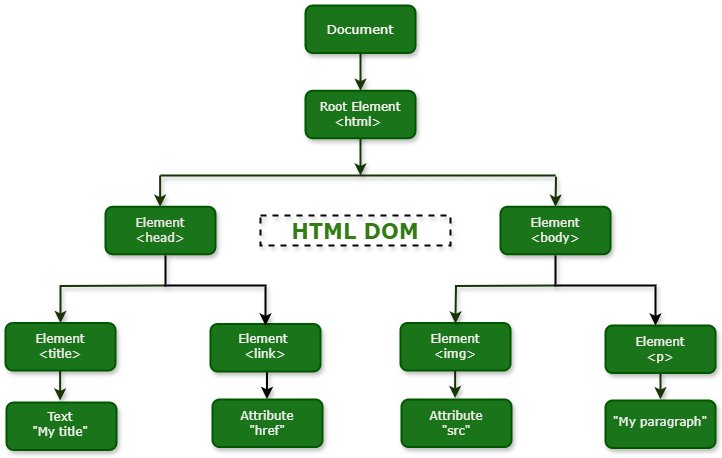 Document
Root Element
<html>
Element
<head>
HTML DOM
Element
<body>
Element
<title>
Element
<link>
Element
<img>
Element
<p>
Text
"My title"
Attribute
"href"
Attribute
"src"
"My paragraph"